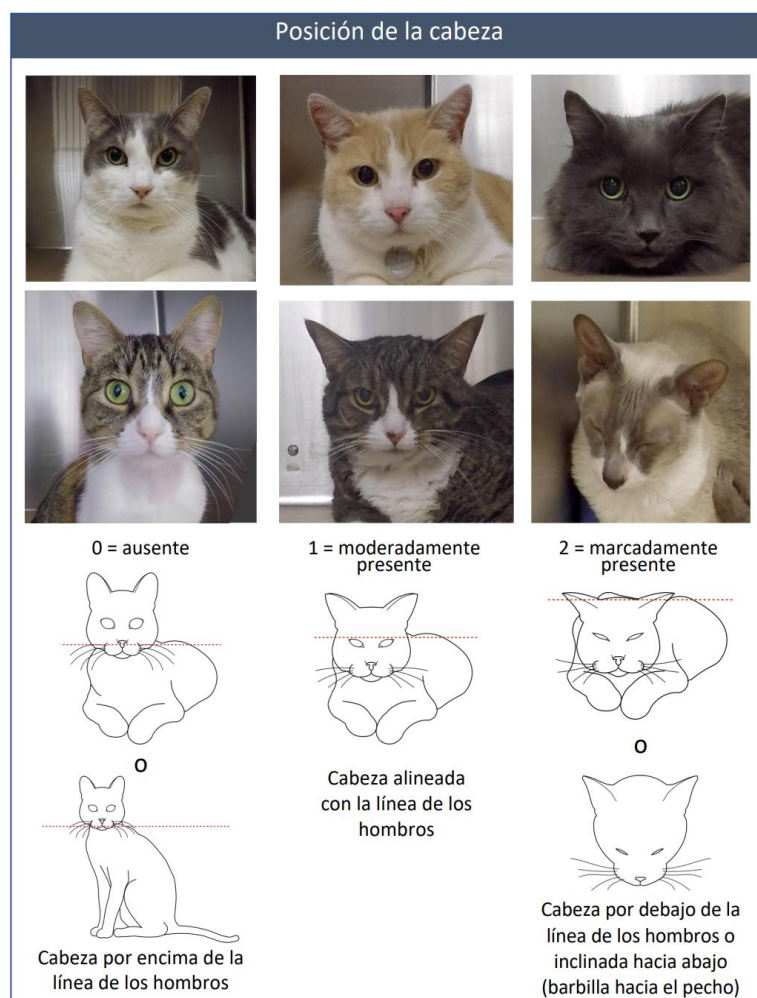 Posición de la cabeza
0 = ausente
1 = moderadamente
presente
2 = marcadamente
presente
O
Cabeza por encima de la
línea de los hombros
Cabeza alineada
con la línea de los
hombros
O
Cabeza por debajo de la
línea de los hombros o
inclinada hacia abajo
(barbilla hacia el pecho)